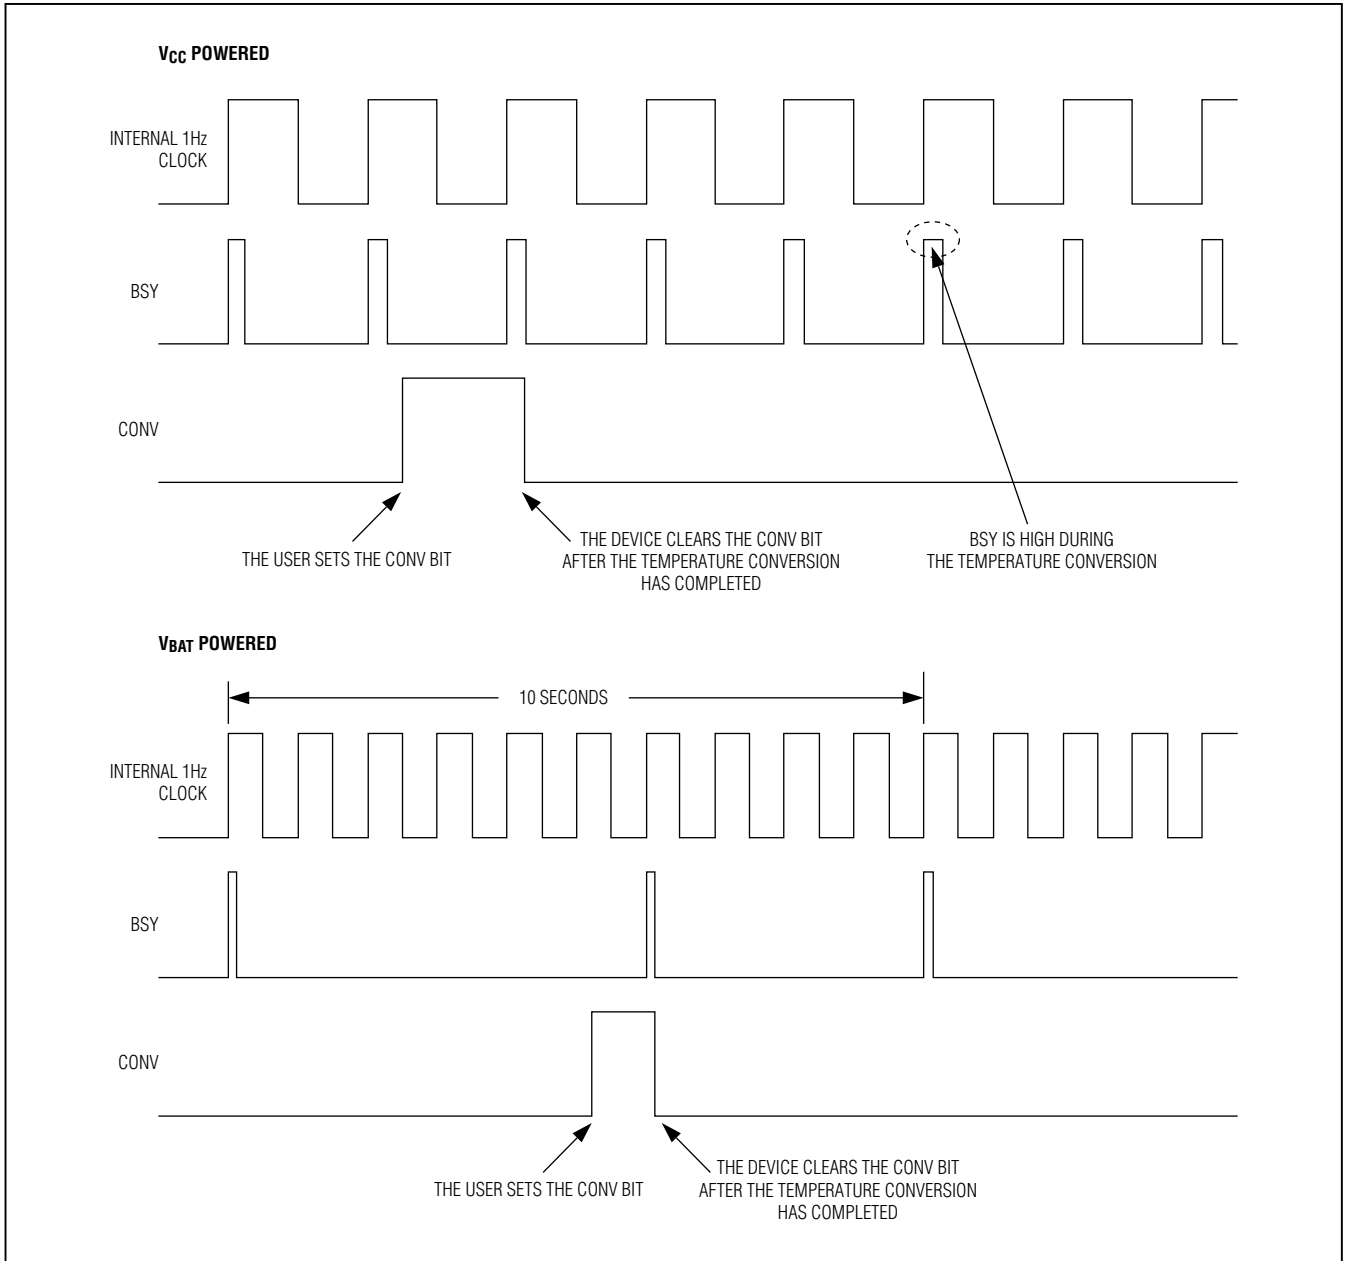 VCC POWERED
INTERNAL 1Hz
CLOCK
BSY
CONV
THE USER SETS THE CONV BIT
THE DEVICE CLEARS THE CONV BIT
AFTER THE TEMPERATURE CONVERSION
HAS COMPLETED
BSY IS HIGH DURING
THE TEMPERATURE CONVERSION
VBAT POWERED
10 SECONDS
INTERNAL 1Hz
CLOCK
BSY
CONV
THE USER SETS THE CONV BIT
THE DEVICE CLEARS THE CONV BIT
AFTER THE TEMPERATURE CONVERSION
HAS COMPLETED